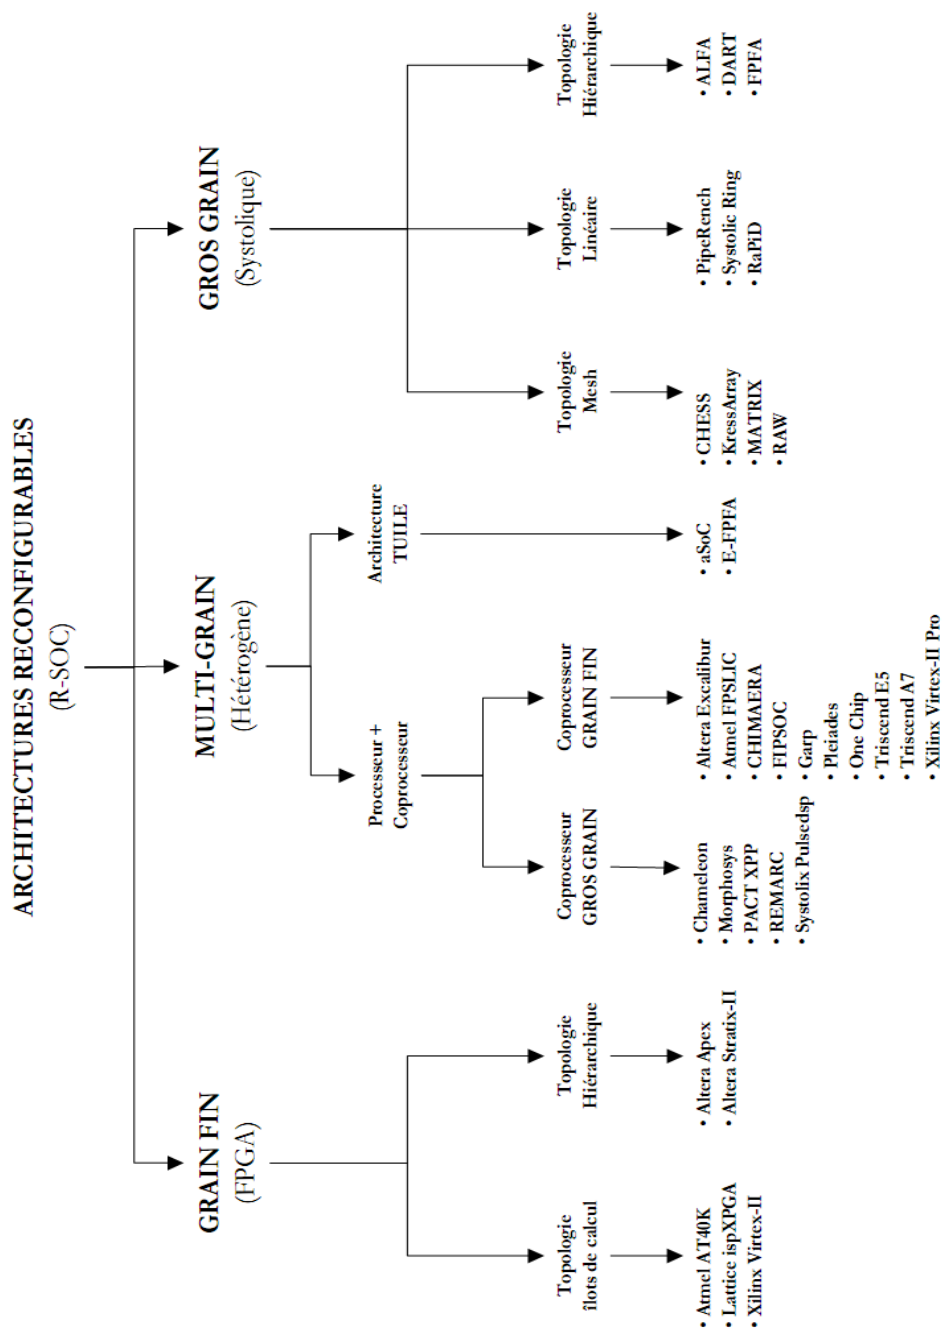 ARCHITECTURES RECONFIGURABLES
(R-SOC)
GRAIN FIN
(FPGA)
MULTI-GRAIN
(Hétérogène)
GROS GRAIN
(Systolique)
Processeur +
Coprocesseur
Architecture
TUILE
Topologie
îlots de calcul
Topologie
Hiérarchique
Coprocesseur
GROS GRAIN
Coprocesseur
GRAIN FIN
Topologie
Mesh
Topologie
Linéaire
Topologie
Hiérarchique
• Atmel AT40K
• Lattice ispXPGA
• Xilinx Virtex-II
• Altera Apex
• Altera Stratix-II
• Chameleon
• Morphosys
• PACT XPP
• REMARC
• Systolix Pulsedsp
• Altera Excalibur
• Atmel FPSLIC
• CHIMAERA
• FIPSOC
• Garp
• Pleiades
• One Chip
• Triscend E5
• Triscend A7
• Xilinx Virtex-II Pro
• aSoC
• E-FPFA
• CHESS
• KressArray
• MATRIX
• RAW
• PipeRench
• Systolic Ring
• RaPiD
• ALFA
• DART
• FPFA